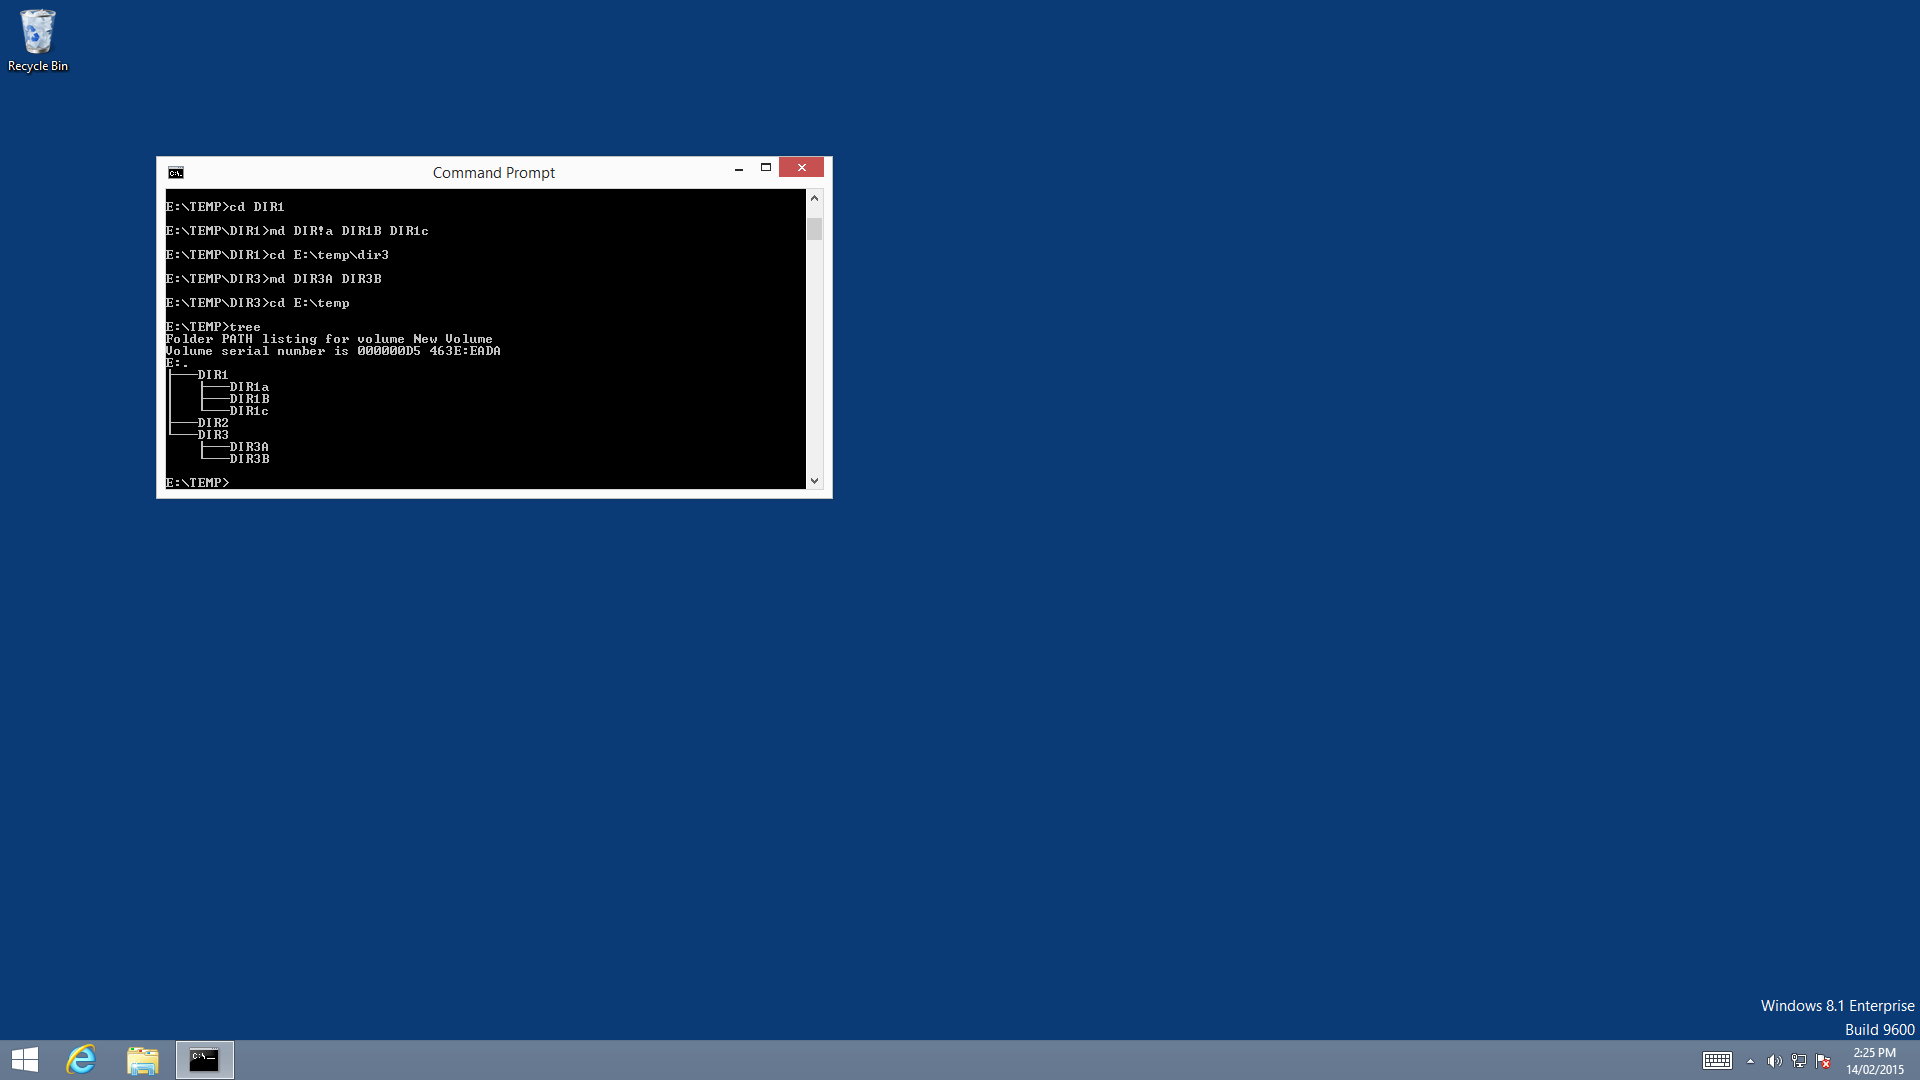 Recycle Bin
Command Prompt
E:\TEMP>cd DIR1
E:\TEMP\DIR1>md DIR!a DIR1B DIR1c
E:\TEMP\DIR1>cd E:\temp\dir3
E:\TEMP\DIR3>md DIR3A DIR3B
E:\TEMP\DIR3>cd E:\temp
E:\TEMP>tree
Folder PATH listing for volume New Volume
Volume serial number is 000000D5 463E:EADA
E:.
├───DIR1
│   ├───DIR1a
│   ├───DIR1B
│   └───DIR1c
├───DIR2
└───DIR3
    ├───DIR3A
    └───DIR3B
E:\TEMP>
Windows 8.1 Enterprise
Build 9600
2:25 PM
14/02/2015